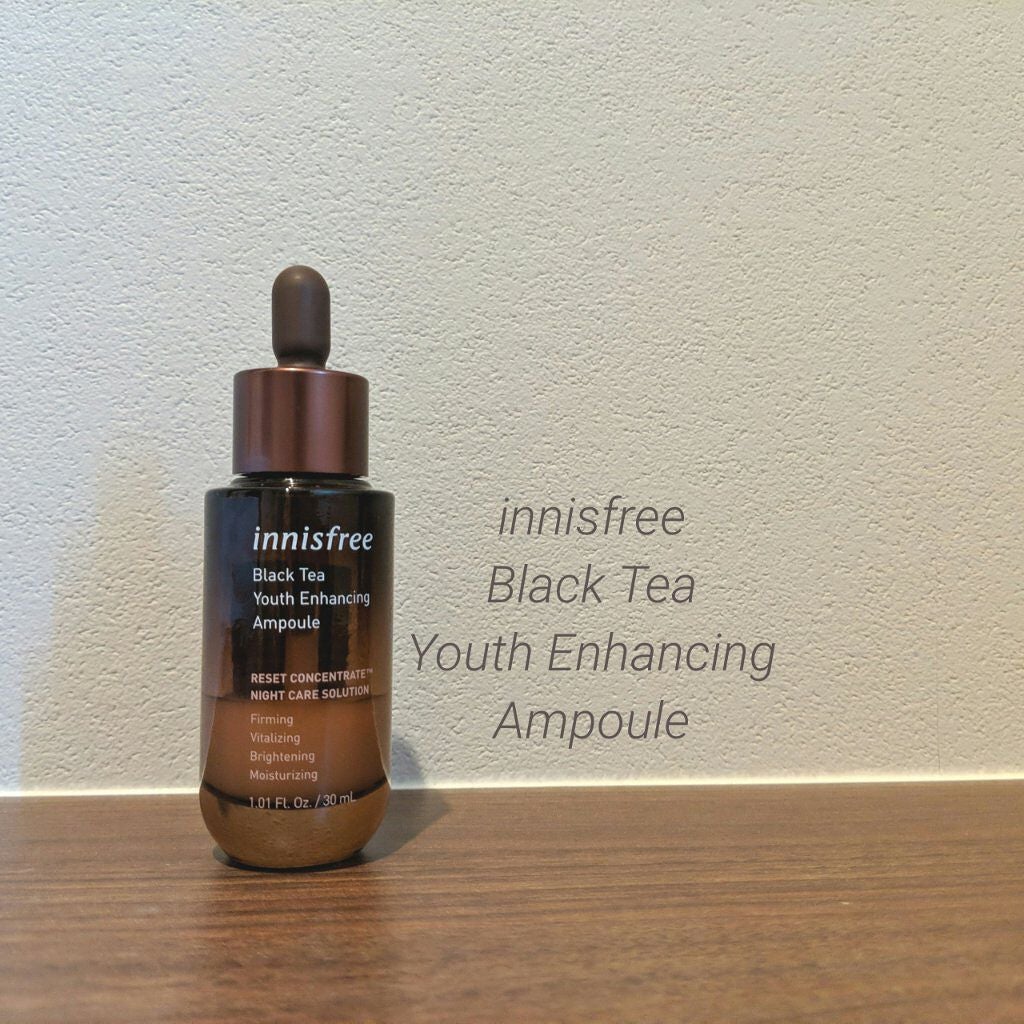 innisfree
Black Tea
Youth Enhancing
Ampoule
RESET CONCENTRATE™
NIGHT CARE SOLUTION
Firming
Vitalizing
Brightening
Moisturizing
1.01 FL. Oz. / 30 mL
innisfree
Black Tea
Youth Enhancing
Ampoule